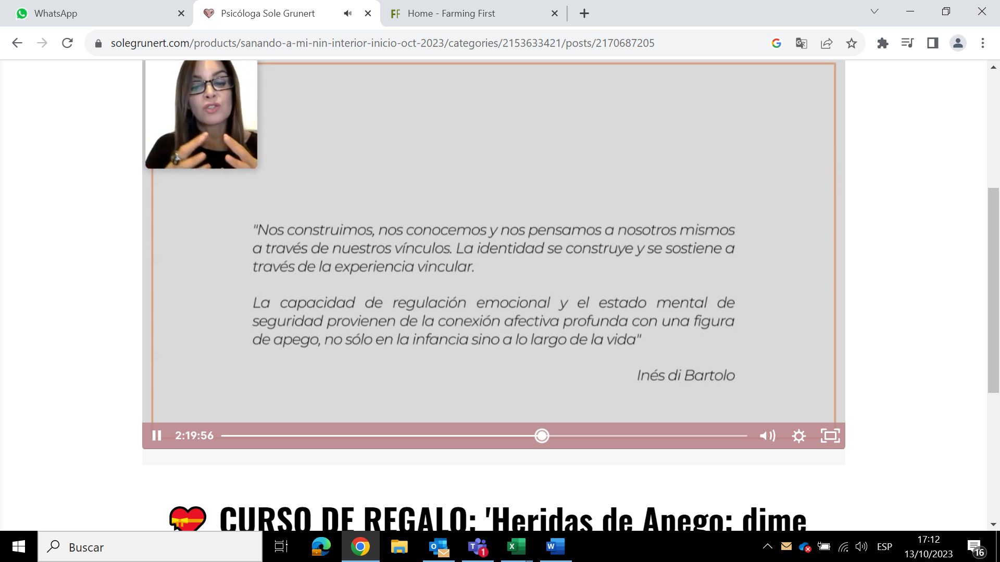 WhatsApp
Psicóloga Sole Grunert
FF Home - Farming First
solegrunert.com/products/sanando-a-mi-nin-interior-inicio-oct-2023/categories/2153633421/posts/2170687205
"Nos construimos, nos conocemos y nos pensamos a nosotros mismos
a través de nuestros vínculos. La identidad se construye y se sostiene a
través de la experiencia vincular.
La capacidad de regulación emocional y el estado mental de
seguridad provienen de la conexión afectiva profunda con una figura
de apego, no sólo en la infancia sino a lo largo de la vida"
Inés di Bartolo
2:19:56
CURSO DE REGALO: 'Heridas de Apego: dime
Buscar
1
ESP
17:12
13/10/2023
16